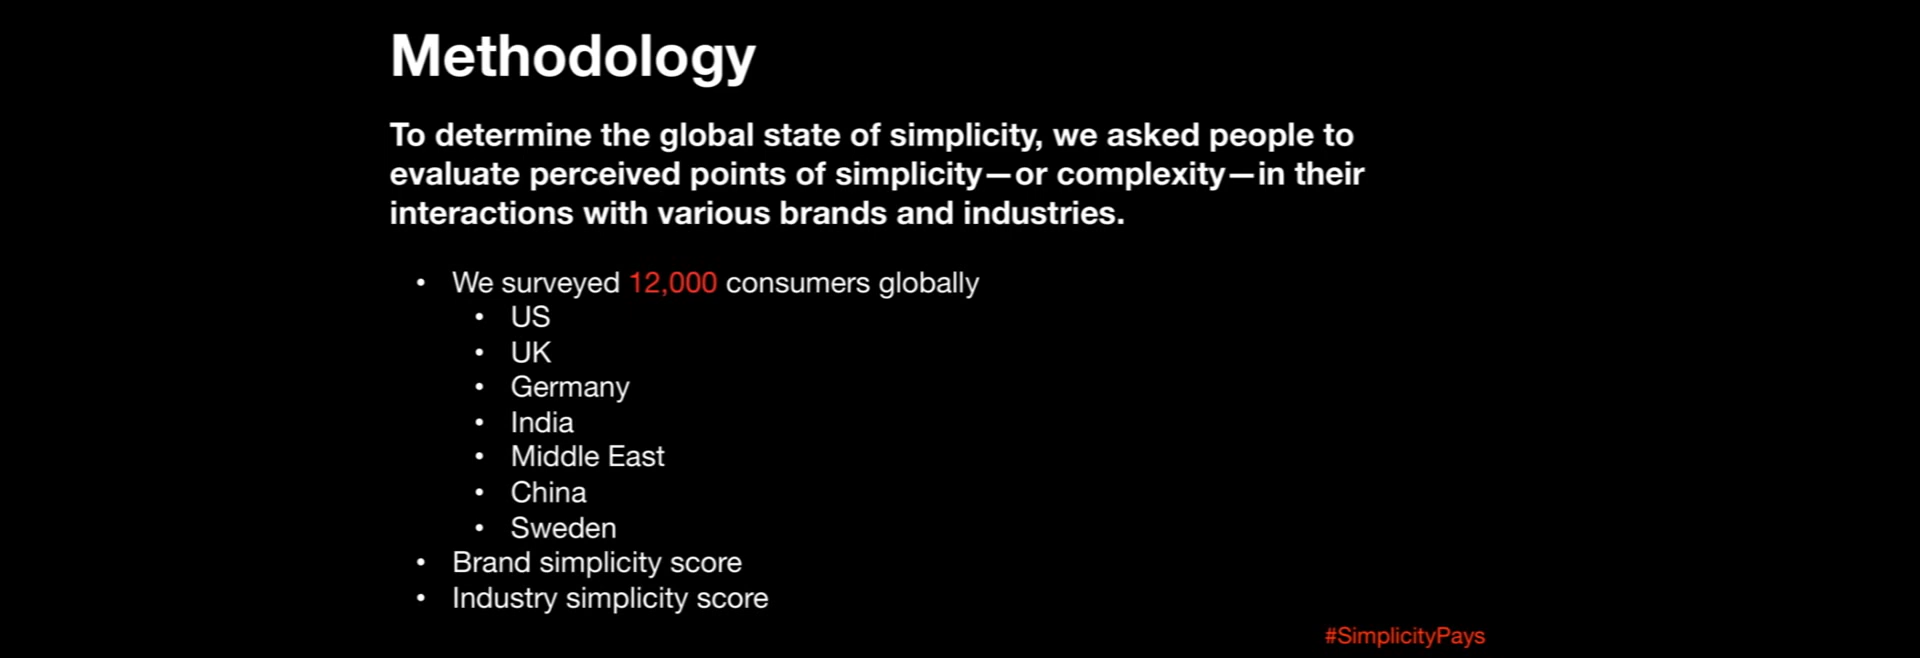 Methodology
To determine the global state of simplicity, we asked people to
evaluate perceived points of simplicity—or complexity—in their
interactions with various brands and industries.
• We surveyed 12,000 consumers globally
• US
• UK
• Germany
• India
• Middle East
• China
• Sweden
• Brand simplicity score
• Industry simplicity score
#SimplicityPays